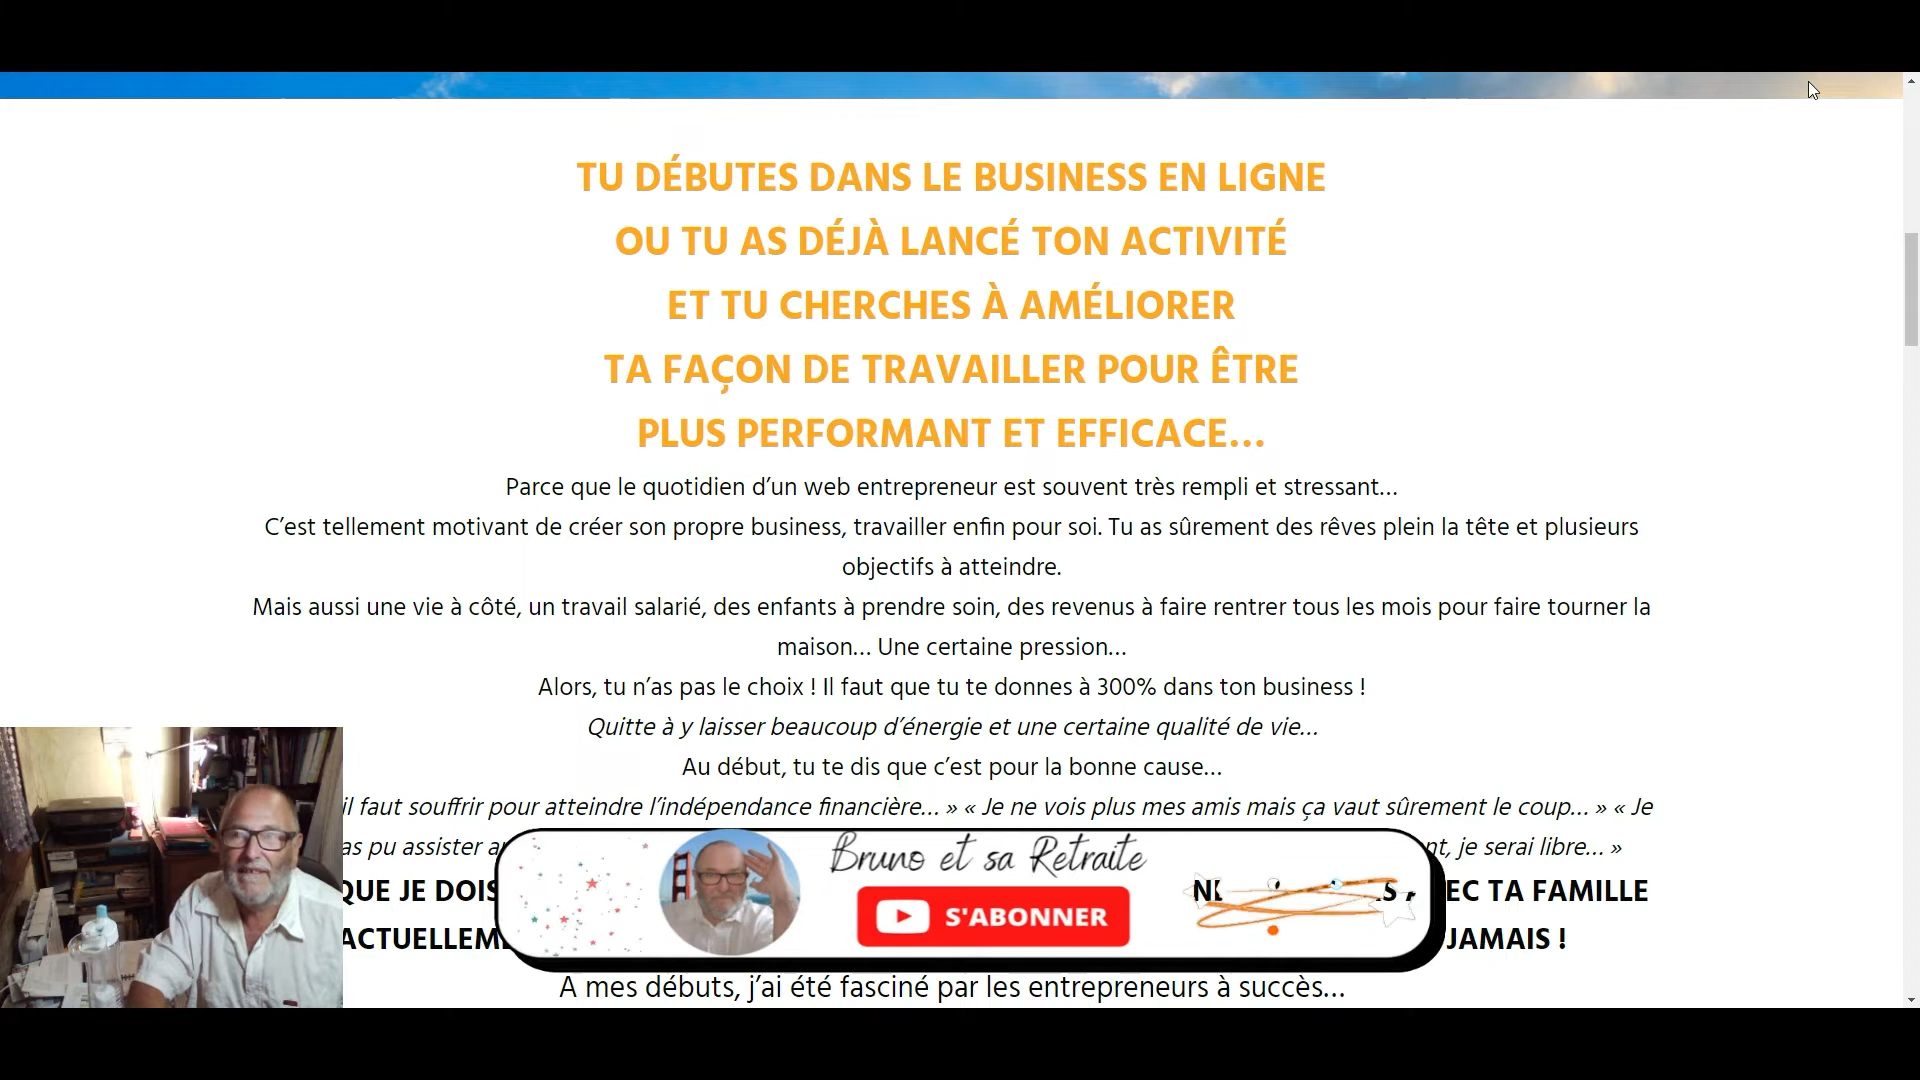 TU DÉBUTES DANS LE BUSINESS EN LIGNE
OU TU AS DÉJÀ LANCÉ TON ACTIVITÉ
ET TU CHERCHES À AMÉLIORER
TA FAÇON DE TRAVAILLER POUR ÊTRE
PLUS PERFORMANT ET EFFICACE…
Parce que le quotidien d’un web entrepreneur est souvent très rempli et stressant…
C’est tellement motivant de créer son propre business, travailler enfin pour soi. Tu as sûrement des rêves plein la tête et plusieurs
objectifs à atteindre.
Mais aussi une vie à côté, un travail salarié, des enfants à prendre soin, des revenus à faire rentrer tous les mois pour faire tourner la
maison… Une certaine pression…
Alors, tu n’as pas le choix ! Il faut que tu te donnes à 300% dans ton business !
Quitte à y laisser beaucoup d’énergie et une certaine qualité de vie…
Au début, tu te dis que c’est pour la bonne cause…
il faut souffrir pour atteindre l’indépendance financière… » « Je ne vois plus mes amis mais ça vaut sûrement le coup… » « Je
as pu assister je serai libre… »
QUE JE DOIS TA FAMILLE
JAMAIS !
Bruno et sa Retraite
S'ABONNER
A mes débuts, j’ai été fasciné par les entrepreneurs à succès…